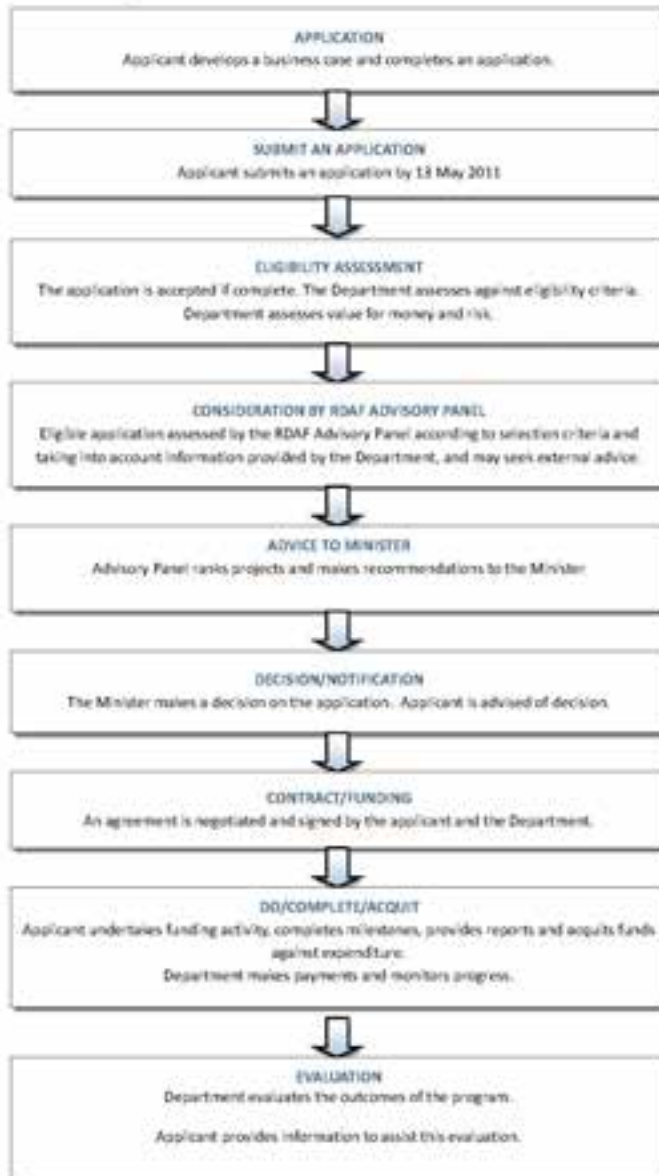 APPLICATION
Applicant develops a business case and completes an application.
SUBMIT AN APPLICATION
Applicant submits an application by 13 May 2011
ELIGIBILITY ASSESSMENT
The application is accepted if complete. The Department assesses against eligibility criteria.
Department assesses value for money and risk.
CONSIDERATION BY RDAF ADVISORY PANEL
Eligible application assessed by the RDAF Advisory Panel according to selection criteria and
taking into account information provided by the Department, and may seek external advice.
ADVICE TO MINISTER
Advisory Panel ranks projects and makes recommendations to the Minister
DECISION/NOTIFICATION
The Minister makes a decision on the application. Applicant is advised of decision.
CONTRACT/FUNDING
An agreement is negotiated and signed by the applicant and the Department.
DO/COMPLETE/ACQUIT
Applicant undertakes funding activity, completes milestones, provides reports and acquits funds
against expenditure.
Department makes payments and monitors progress.
EVALUATION
Department evaluates the outcomes of the program.
Applicant provides information to assist this evaluation.